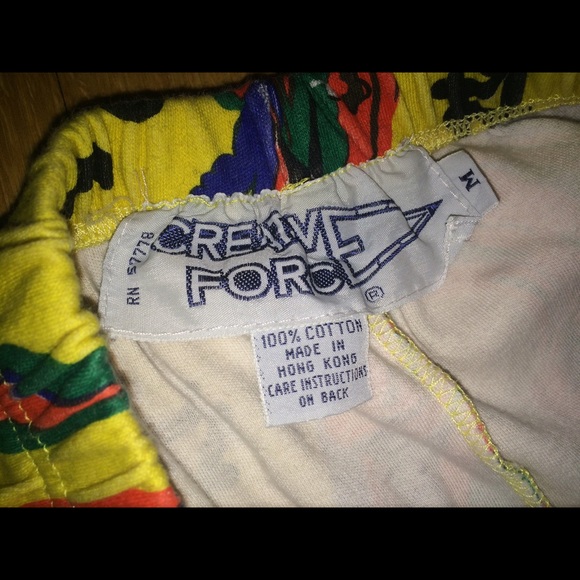 RN 57778
CREATIVE
FORCE
®
M
100% COTTON
MADE IN
HONG KONG
CARE INSTRUCTIONS
ON BACK